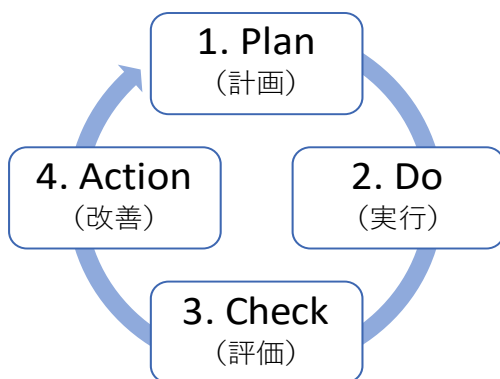 1. Plan
（計画）
2. Do
（実行）
3. Check
（評価）
4. Action
（改善）